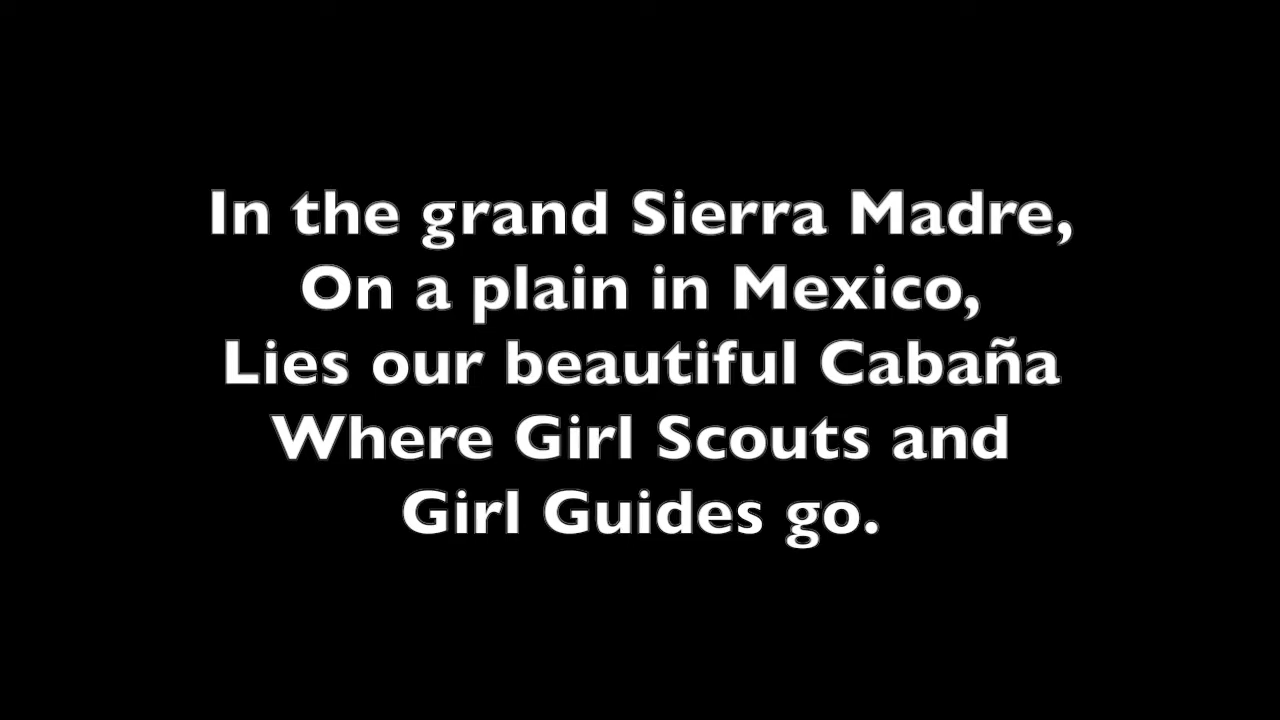 In the grand Sierra Madre,
On a plain in Mexico,
Lies our beautiful Cabaña
Where Girl Scouts and
Girl Guides go.